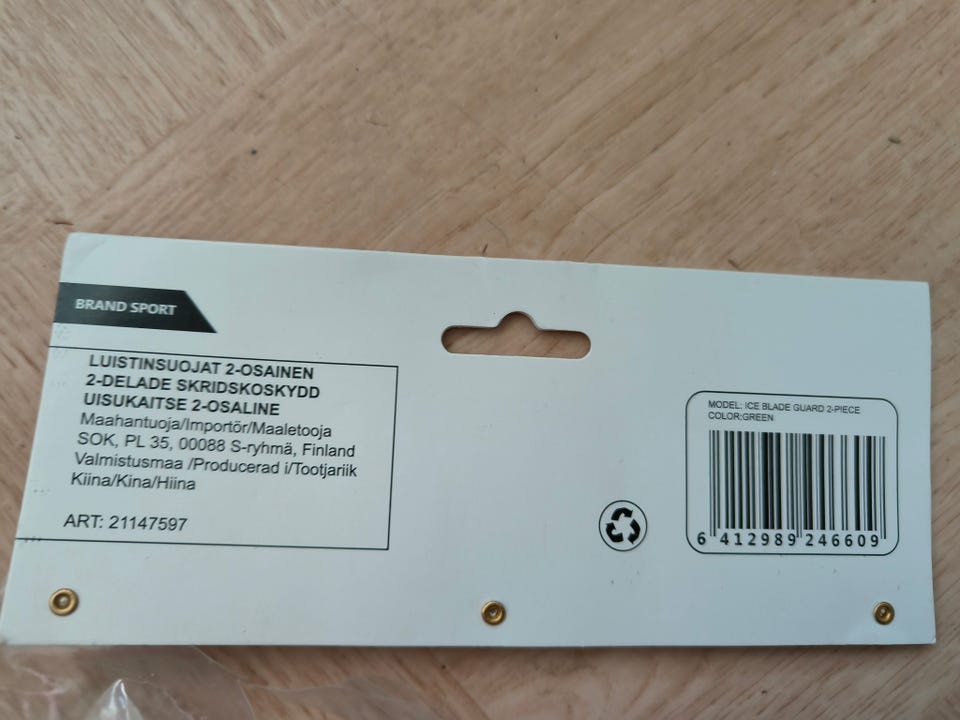 BRAND SPORT
LUISTINSUOJAT 2-OSAINEN
2-DELADE SKRIDSKOSKYDD
UISUKAITSE 2-OSALINE
Maahantuoja/Importör/Maaletooja
SOK, PL 35, 00088 S-ryhmä, Finland
Valmistusmaa /Producerad i/Tootjariik
Kiina/Kina/Hiina
ART: 21147597
MODEL: ICE BLADE GUARD 2-PIECE
COLOR:GREEN
6 412989 246609